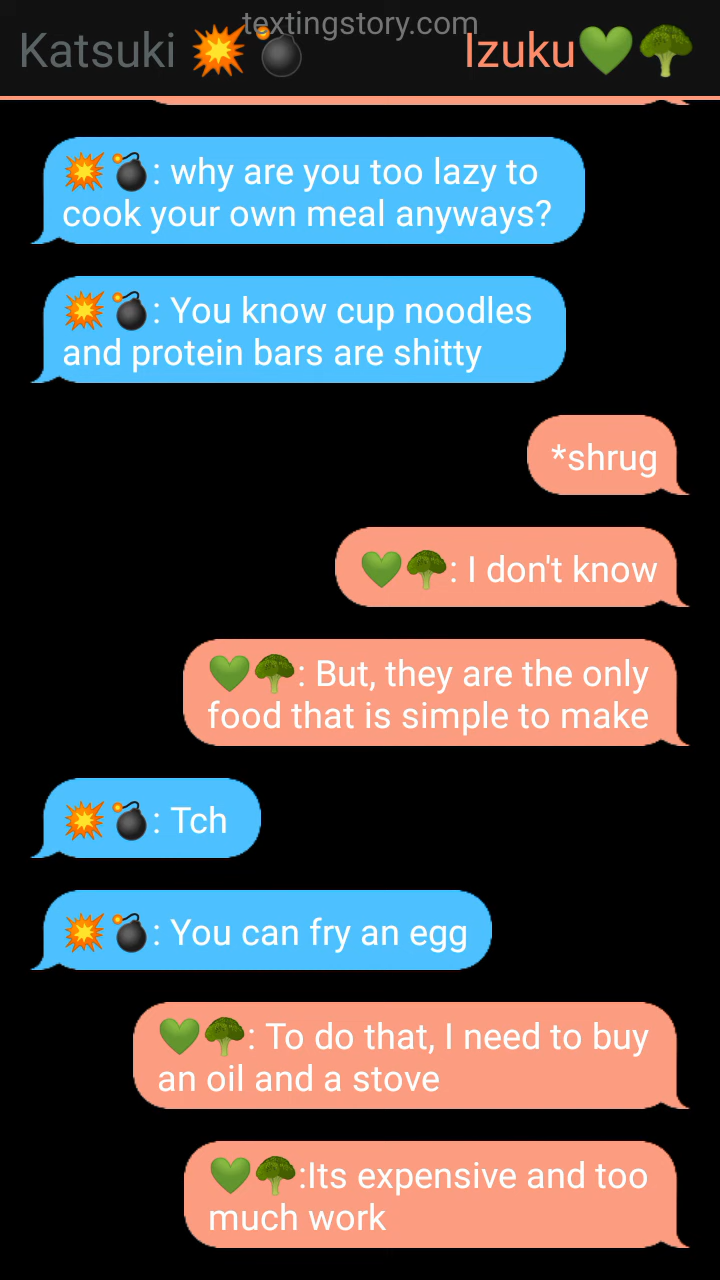 textingstory.com
Katsuki 💥💣 Izuku💚🥦
💥💣: why are you too lazy to
cook your own meal anyways?
💥💣: You know cup noodles
and protein bars are shitty
*shrug
💚🥦: I don't know
💚🥦: But, they are the only
food that is simple to make
💥💣: Tch
💥💣: You can fry an egg
💚🥦: To do that, I need to buy
an oil and a stove
💚🥦:Its expensive and too
much work